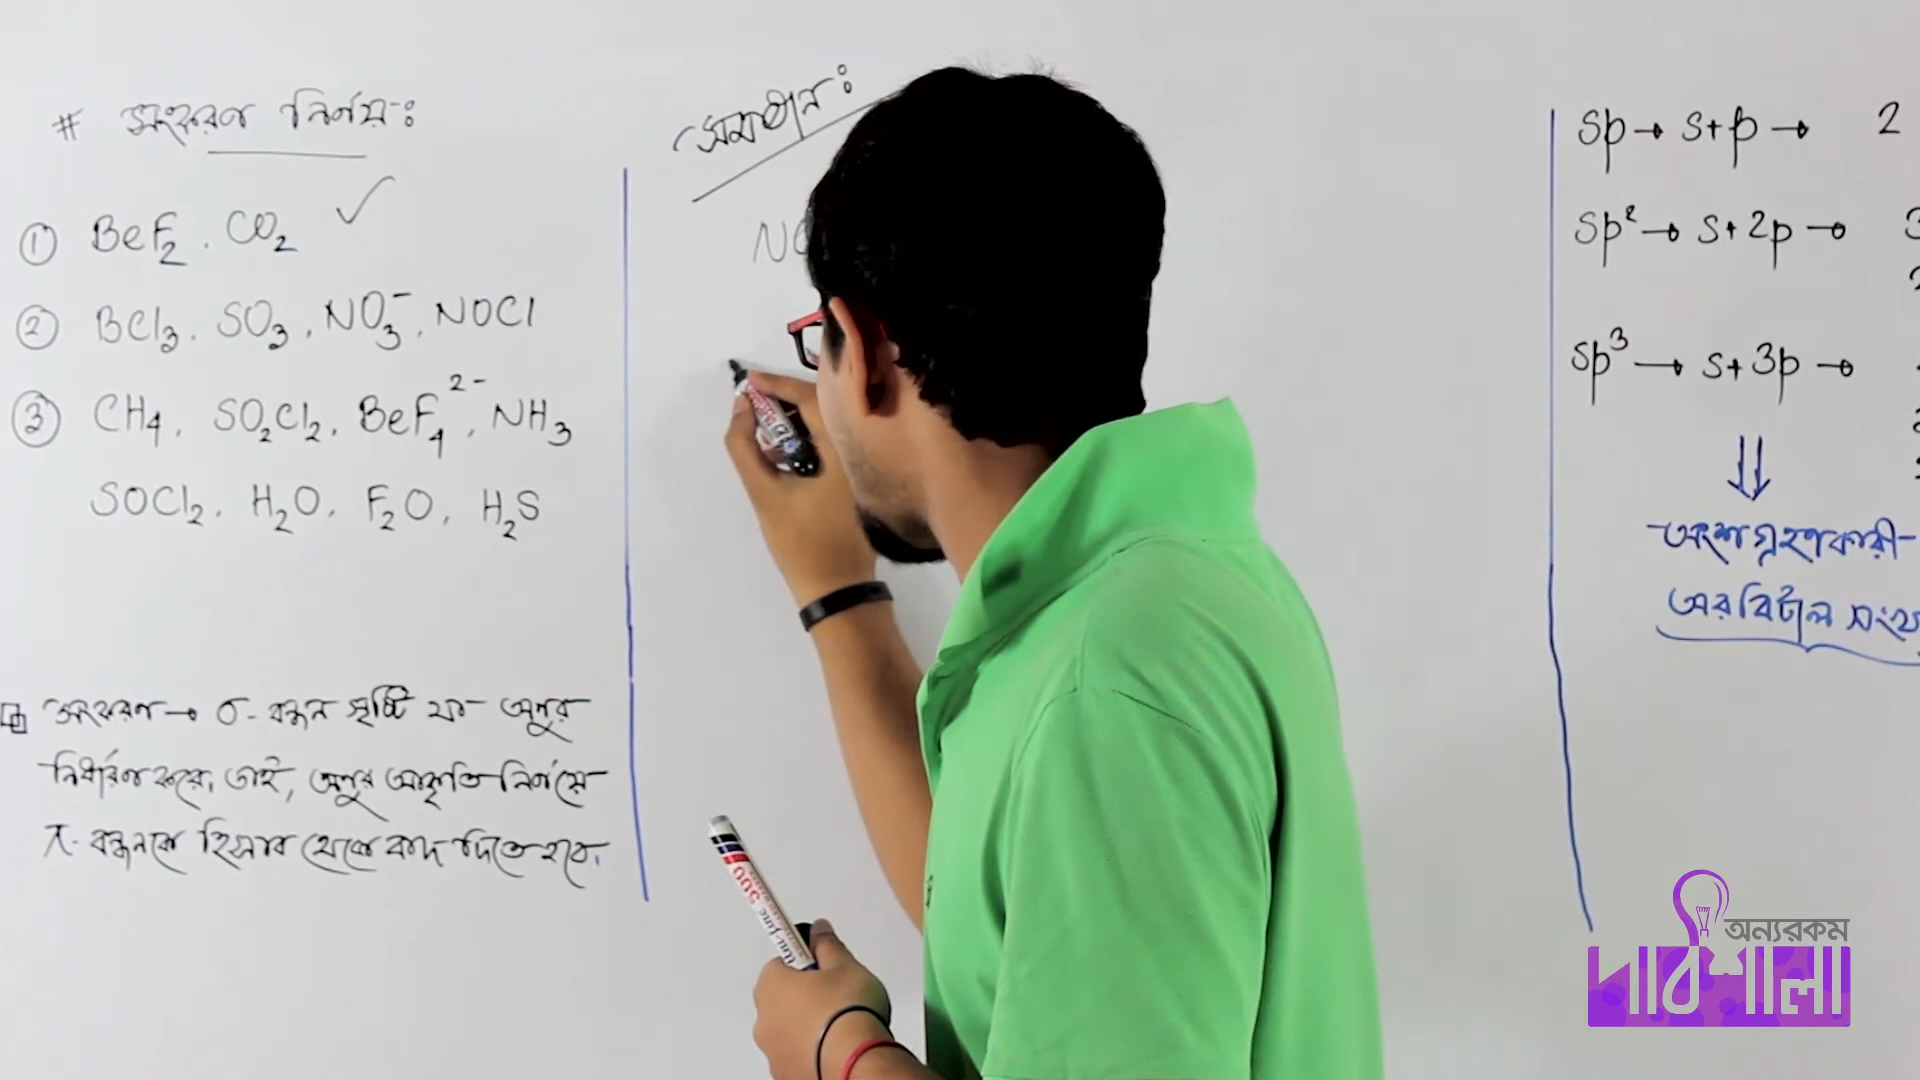 # সংকরণ নির্ণয়ঃ
① BeF₂, CO₂ ✓
② BCl₃, SO₃, NO₃⁻, NOCl
③ CH₄, SO₂Cl₂, BeF₄²⁻, NH₃
SOCl₂, H₂O, F₂O, H₂S
সংকরণ → σ-বন্ধন সৃষ্টি যা অণুর
নির্ধারণ করে, তাই, অণুর আকৃতি নির্ণয়ে
π-বন্ধনকে হিসাব থেকে বাদ দিতে হবে,
সমাধানঃ
sp → s+p → 2
sp² → s+2p →
sp³ → s+3p →
অংশগ্রহণকারী
অরবিটাল
500
অন্যরকম
পাঠশালা